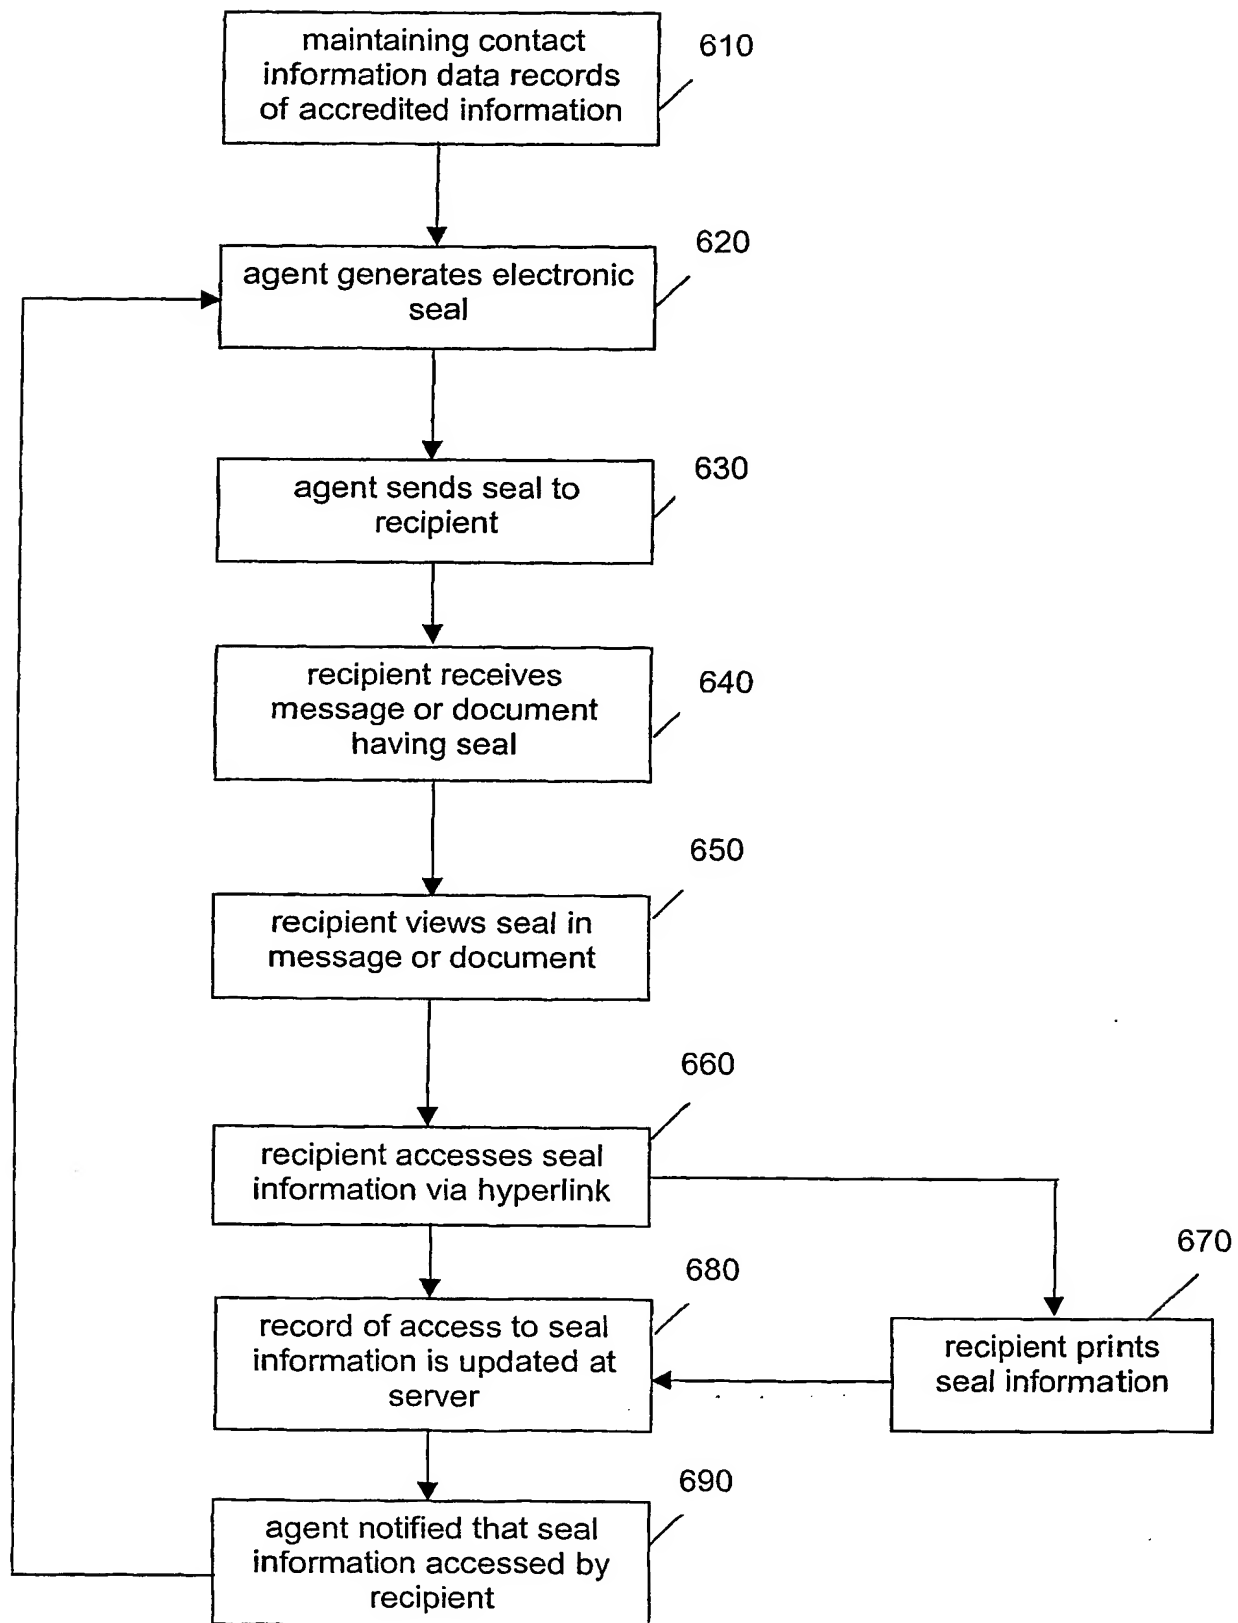 maintaining contact
information data records
of accredited information
610
620
agent generates electronic
seal
630
agent sends seal to
recipient
640
recipient receives
message or document
having seal
650
recipient views seal in
message or document
660
recipient accesses seal
information via hyperlink
670
recipient prints
seal information
680
record of access to seal
information is updated at
server
690
agent notified that seal
information accessed by
recipient